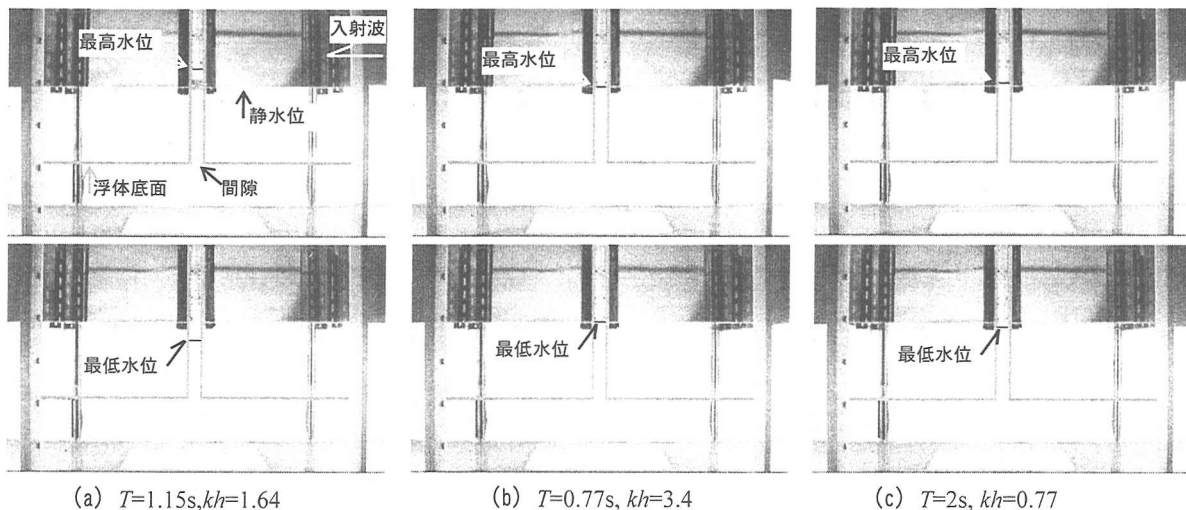 最高水位
入射波
静水位
浮体底面
間隙
最高水位
最高水位
最低水位
最低水位
最低水位
(a) T=1.15s,kh=1.64
(b) T=0.77s, kh=3.4
(c) T=2s, kh=0.77